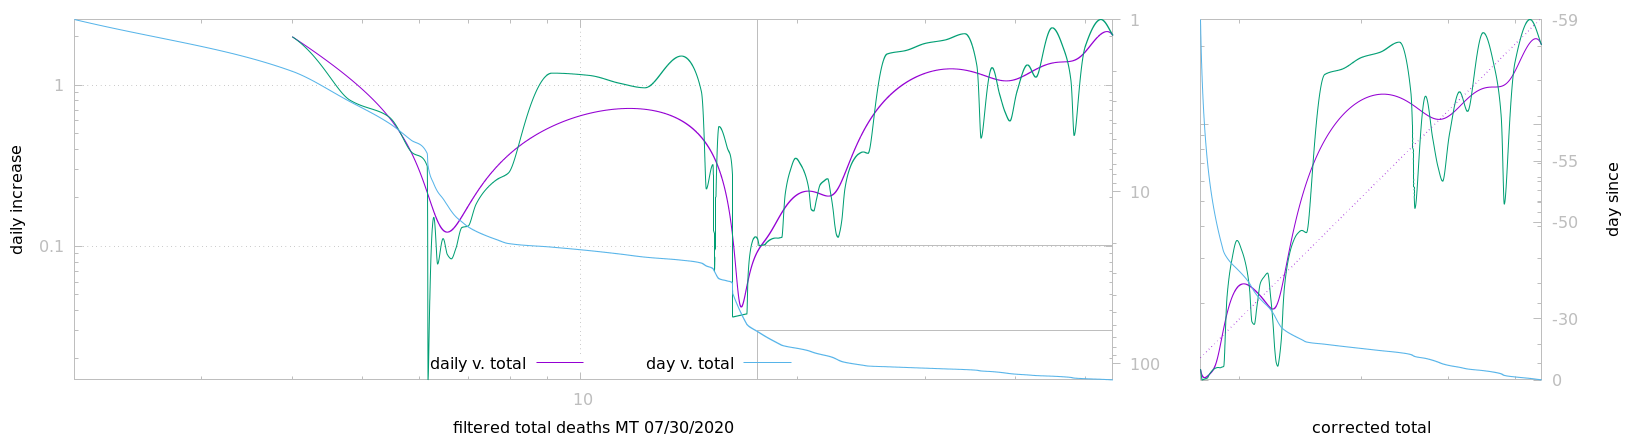 1
-59
1
daily increase
-55
day since
10
-50
0.1
-30
daily v. total
day v. total
100
0
10
filtered total deaths MT 07/30/2020
corrected total